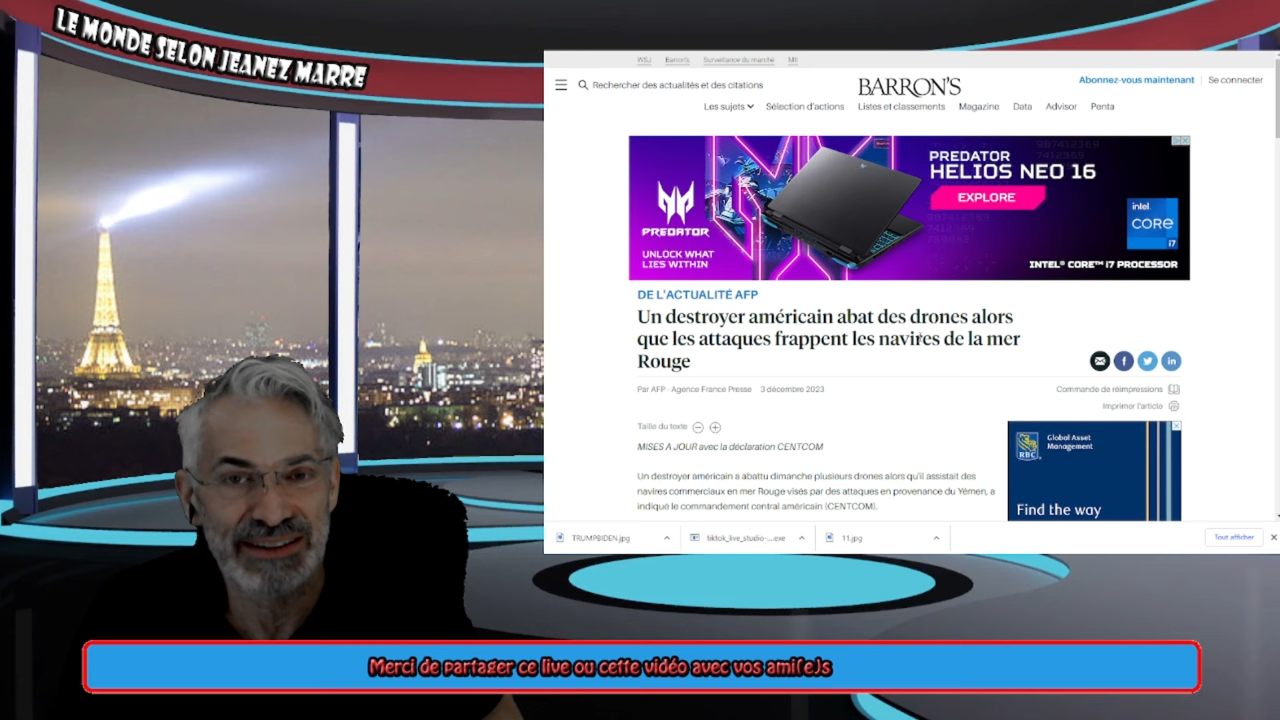 LE MONDE SELON JEANEZ MARRE
WSJ Barron's Surveillance du marché MII
Rechercher des actualités et des citations
BARRON'S
Abonnez-vous maintenant Se connecter
Les sujets Sélection d'actions Listes et classements Magazine Data Advisor Penta
PREDATOR
UNLOCK WHAT
LIES WITHIN
PREDATOR
HELIOS NEO 16
EXPLORE
intel
CORE
i7
INTEL® CORE™ i7 PROCESSOR
DE L'ACTUALITÉ AFP
Un destroyer américain abat des drones alors
que les attaques frappent les navires de la mer
Rouge
Par AFP - Agence France Presse 3 décembre 2023
Commande de réimpressions
Imprimer l'article
Taille du texte
MISES A JOUR avec la déclaration CENTCOM
Un destroyer américain a abattu dimanche plusieurs drones alors qu'il assistait des
navires commerciaux en mer Rouge visés par des attaques en provenance du Yémen, a
indiqué le commandement central américain (CENTCOM).
RBC
Global Asset
Management
Find the way
TRUMPBIDEN.jpg
tiktok_live_studio-....exe
11.jpg
Tout afficher
Merci de partager ce live ou cette vidéo avec vos ami(e)s